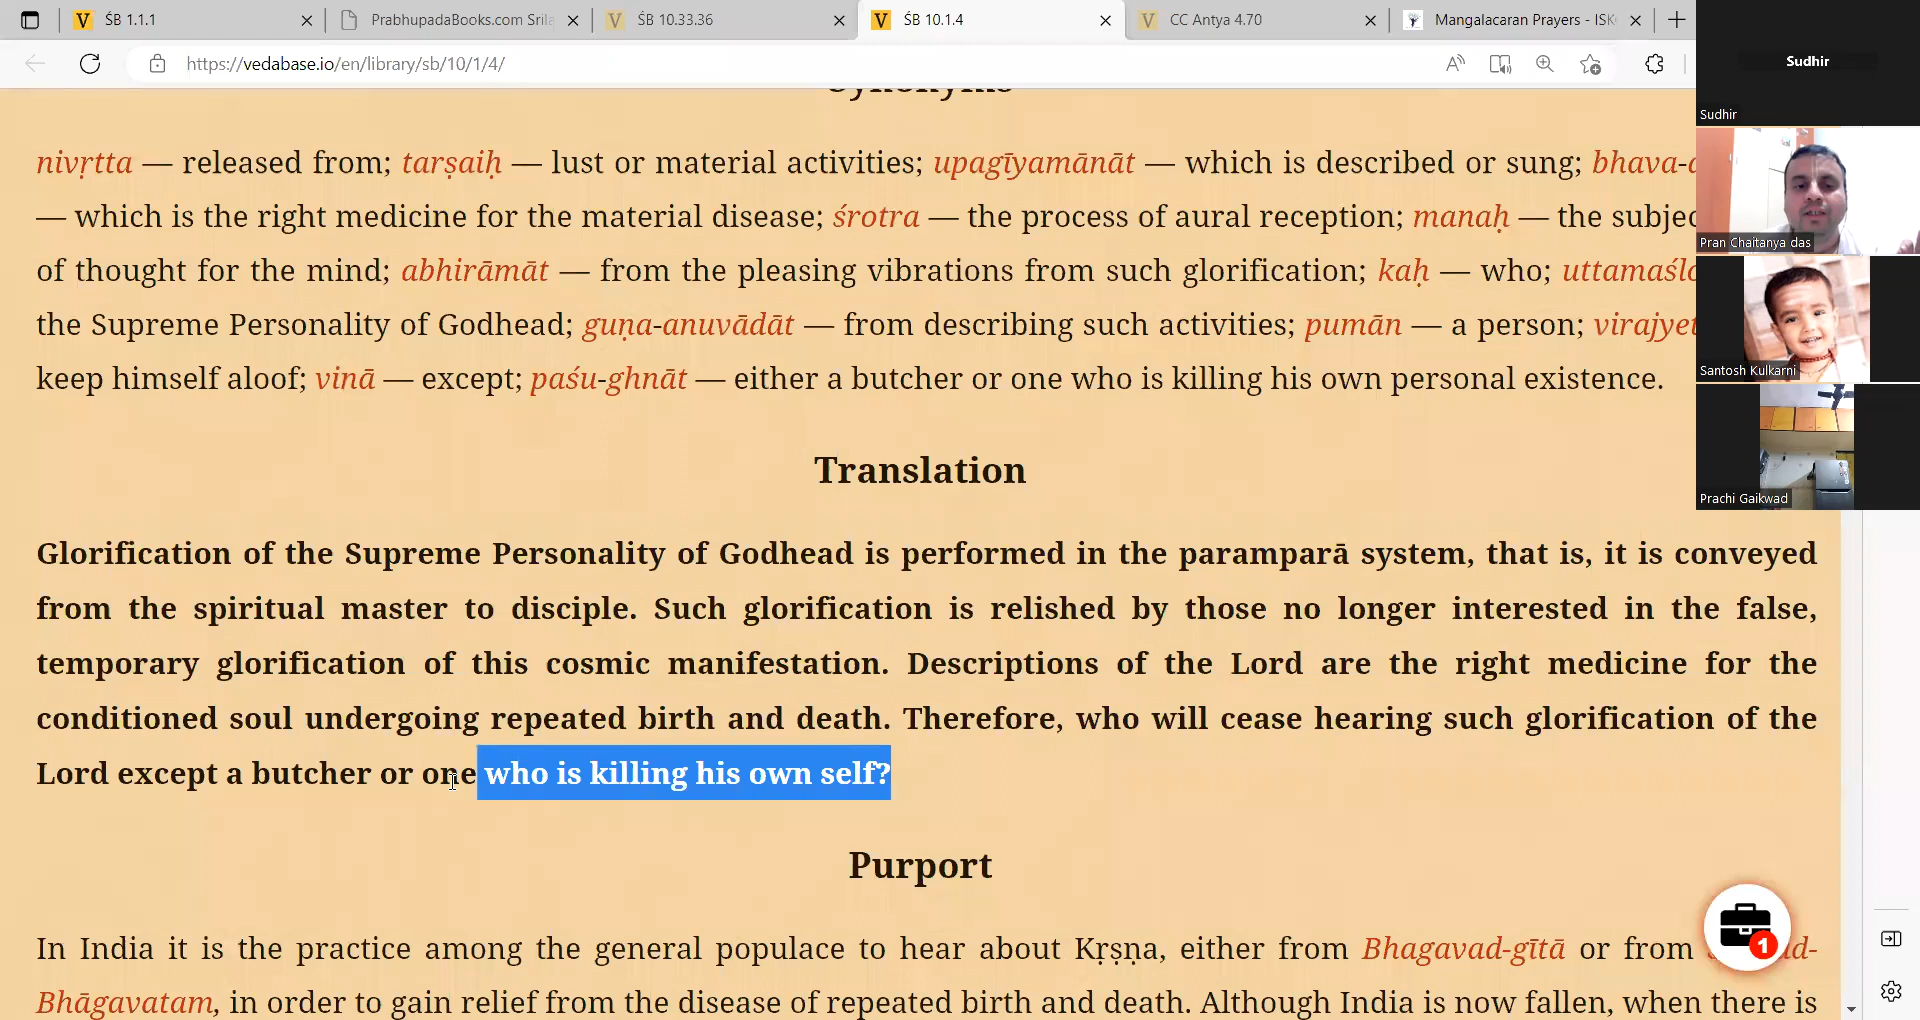 ŚB 1.1.1
PrabhupadaBooks.com Sril
ŚB 10.33.36
ŚB 10.1.4
CC Antya 4.70
Mangalacaran Prayers - ISK
https://vedabase.io/en/library/sb/10/1/4/
Synonyms
nivṛtta — released from; tarṣaiḥ — lust or material activities; upagīyamānāt — which is described or sung; bhava-
— which is the right medicine for the material disease; śrotra — the process of aural reception; manaḥ — the subjec
of thought for the mind; abhirāmāt — from the pleasing vibrations from such glorification; kaḥ — who; uttamaślo
the Supreme Personality of Godhead; guṇa-anuvādāt — from describing such activities; pumān — a person; virajyet
keep himself aloof; vinā — except; paśu-ghnāt — either a butcher or one who is killing his own personal existence.
Translation
Glorification of the Supreme Personality of Godhead is performed in the paramparā system, that is, it is conveyed
from the spiritual master to disciple. Such glorification is relished by those no longer interested in the false,
temporary glorification of this cosmic manifestation. Descriptions of the Lord are the right medicine for the
conditioned soul undergoing repeated birth and death. Therefore, who will cease hearing such glorification of the
Lord except a butcher or one who is killing his own self?
Purport
In India it is the practice among the general populace to hear about Kṛṣṇa, either from Bhagavad-gītā or from
Bhāgavatam, in order to gain relief from the disease of repeated birth and death. Although India is now fallen, when there is
1
Sudhir
Sudhir
Pran Chaitanya das
Santosh Kulkarni
Prachi Gaikwad